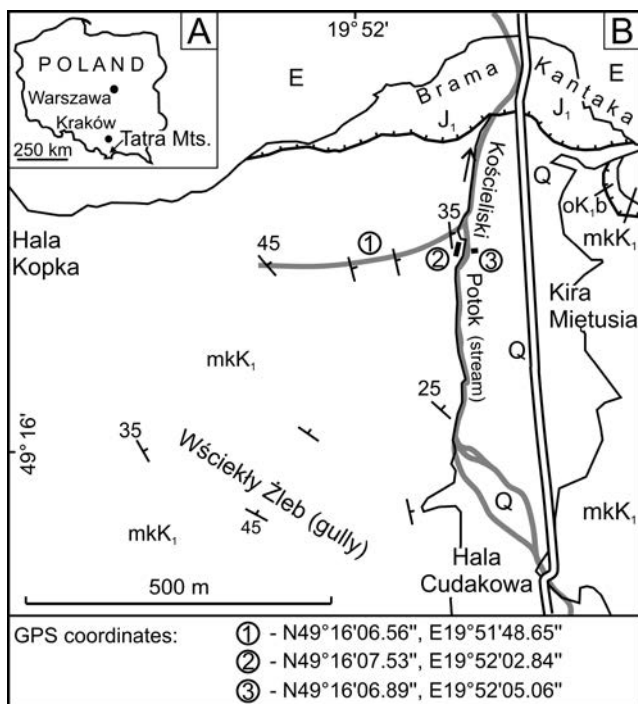 A
POLAND
Warszawa
Kraków
Tatra Mts.
250 km
19°52'
B
E
E
Brama Kantaka
J₁
J₁
Kościeliski
Q
oK₁b
mkK₁
35
Hala
Kopka
45
①
②
③
Potok (stream)
Kira
Miętusia
Q
mkK₁
49°16'
25
35
Wściekły Żleb (gully)
45
mkK₁
Q
mkK₁
Hala
Cudakowa
500 m
GPS coordinates:
① - N49°16'06.56", E19°51'48.65"
② - N49°16'07.53", E19°52'02.84"
③ - N49°16'06.89", E19°52'05.06"